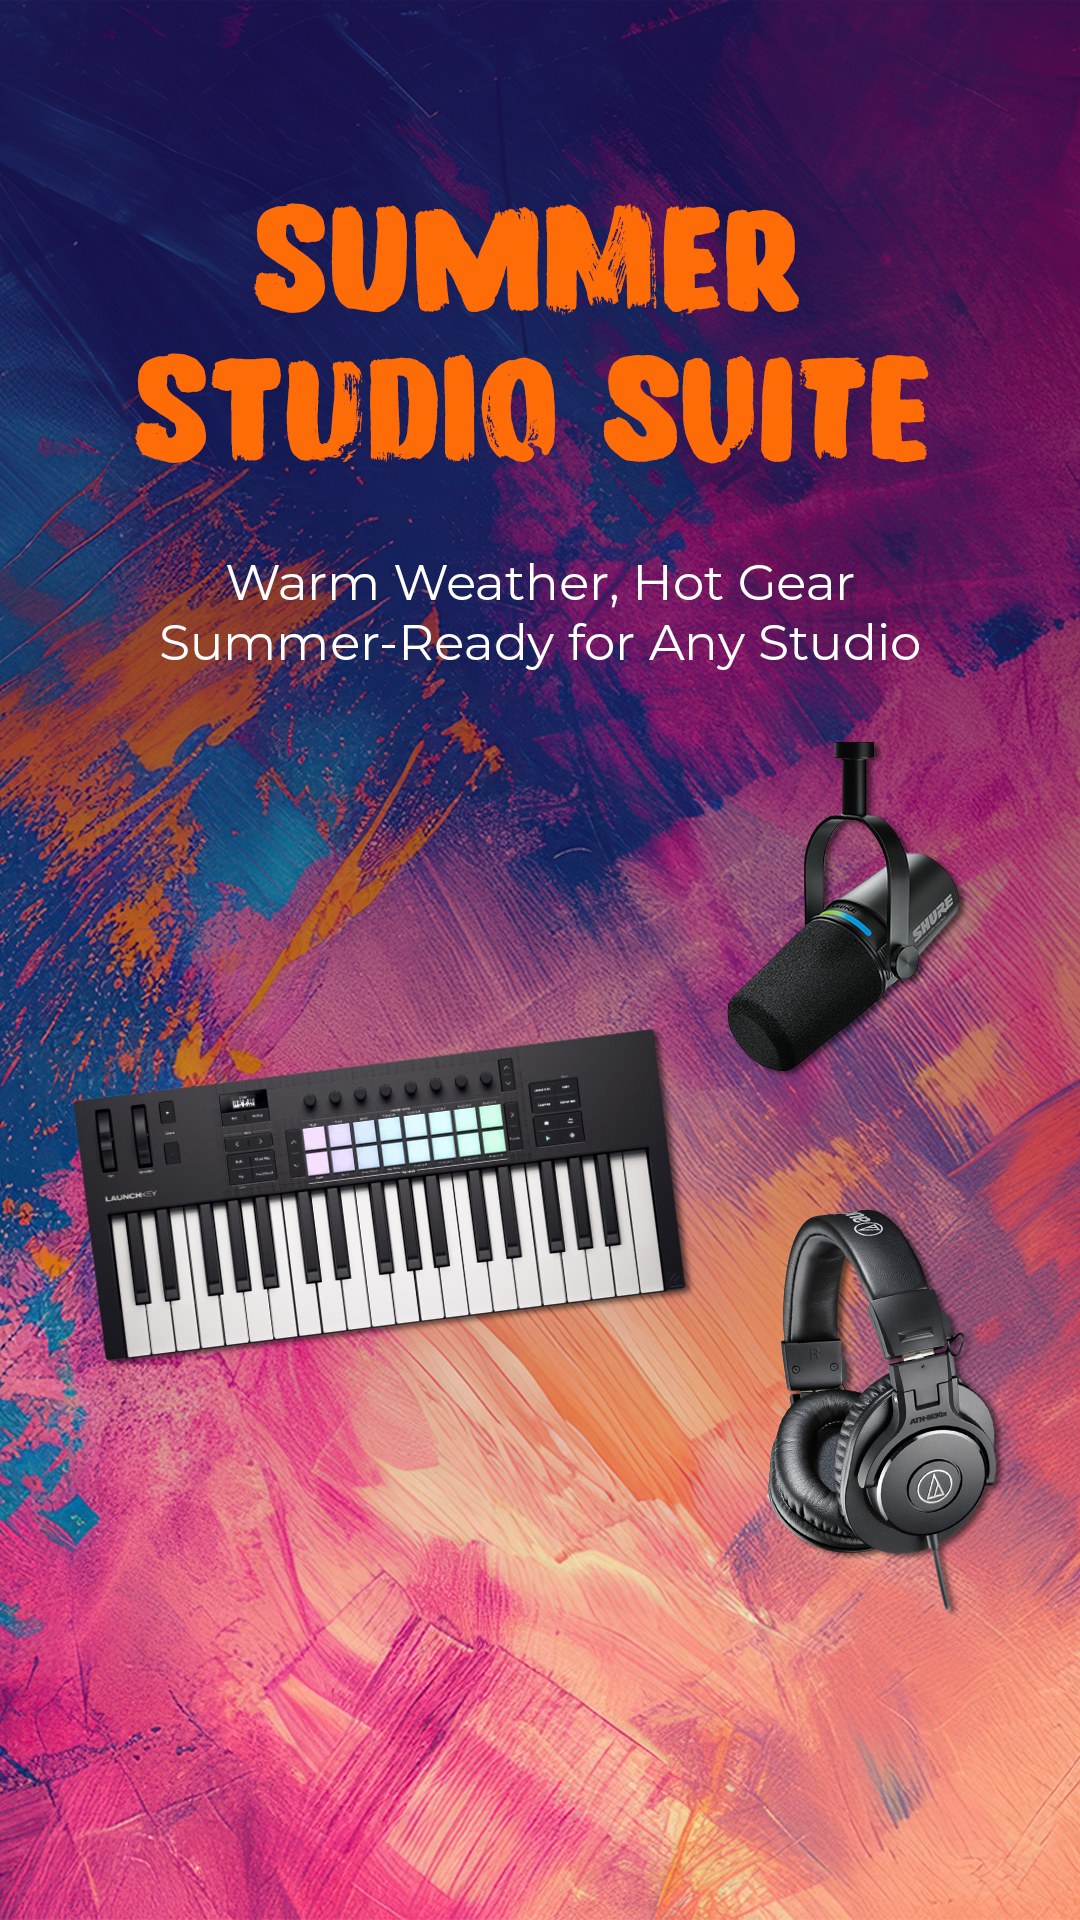 SUMMER
STUDIO SUITE
Warm Weather, Hot Gear
Summer-Ready for Any Studio
SHURE
LAUNCHKEY
R
ATH-M30x